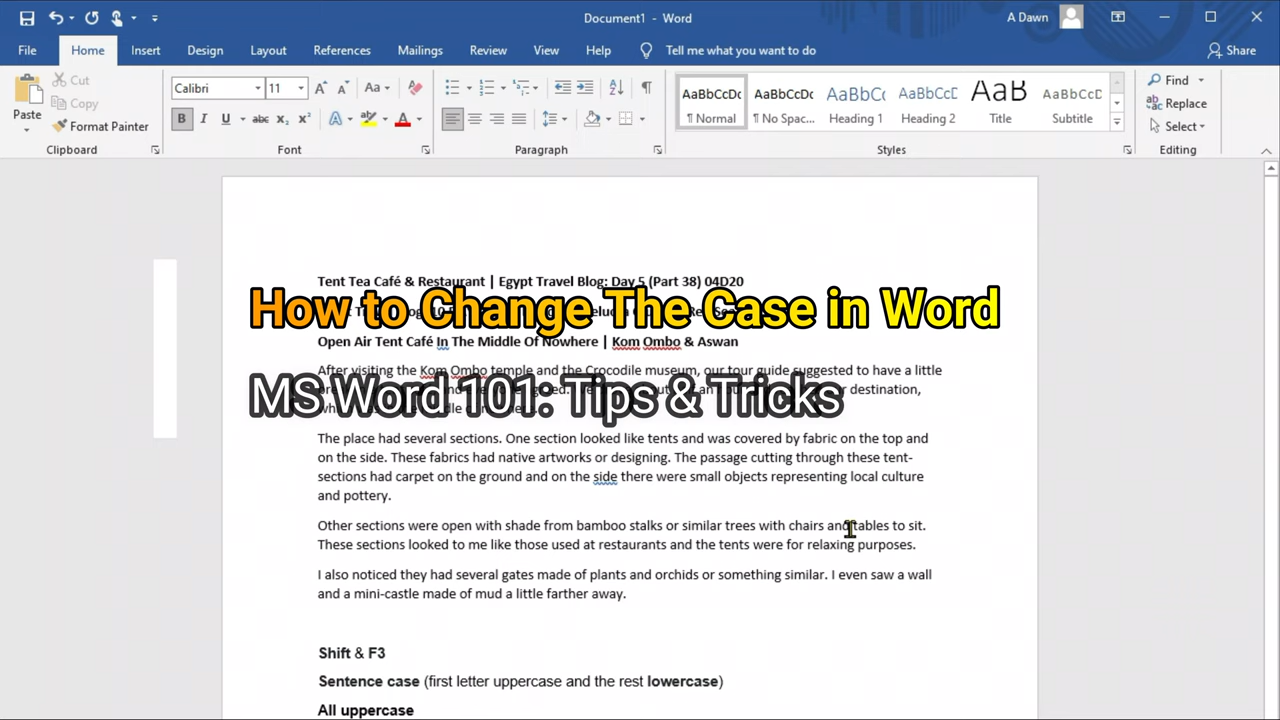 Document1 - Word
A Dawn
File Home Insert Design Layout References Mailings Review View Help Tell me what you want to do Share
Cut
Copy
Paste
Format Painter
Clipboard
Calibri 11
Aa
B I U abc x₂ x²
A A
Font
Paragraph
AaBbCcDc AaBbCcDc AaBbCc AaBbCcD AaB AaBbCcD
¶ Normal ¶ No Spac... Heading 1 Heading 2 Title Subtitle
Styles
Find
Replace
Select
Editing
Tent Tea Café & Restaurant | Egypt Travel Blog: Day 5 (Part 38) 04D20
How to Change The Case in Word
Open Air Tent Café In The Middle Of Nowhere | Kom Ombo & Aswan
After visiting the Kom Ombo temple and the Crocodile museum, our tour guide suggested to have a little
MS Word 101: Tips & Tricks
destination,
The place had several sections. One section looked like tents and was covered by fabric on the top and
on the side. These fabrics had native artworks or designing. The passage cutting through these tent-
sections had carpet on the ground and on the side there were small objects representing local culture
and pottery.
Other sections were open with shade from bamboo stalks or similar trees with chairs and tables to sit.
These sections looked to me like those used at restaurants and the tents were for relaxing purposes.
I also noticed they had several gates made of plants and orchids or something similar. I even saw a wall
and a mini-castle made of mud a little farther away.
Shift & F3
Sentence case (first letter uppercase and the rest lowercase)
All uppercase